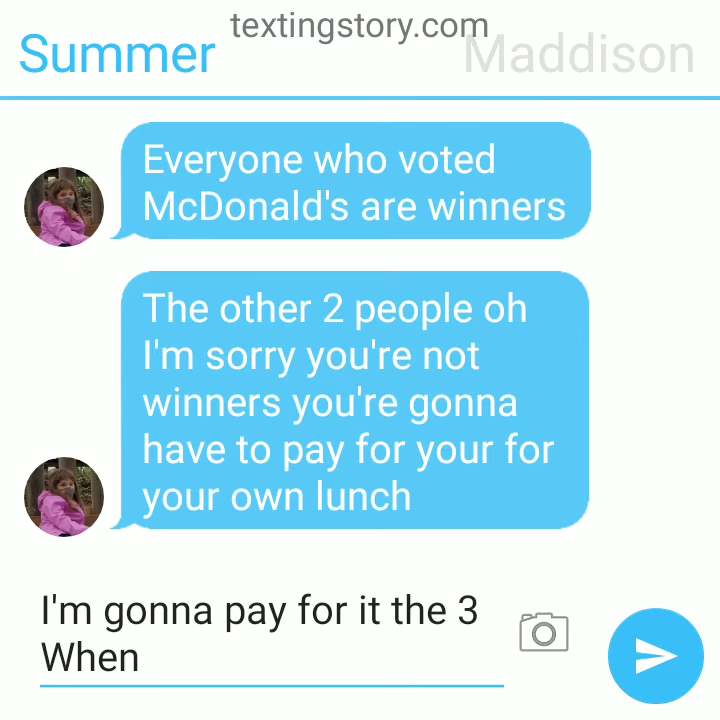 textingstory.com
Summer
Maddison
Everyone who voted
McDonald's are winners
The other 2 people oh
I'm sorry you're not
winners you're gonna
have to pay for your for
your own lunch
I'm gonna pay for it the 3
When